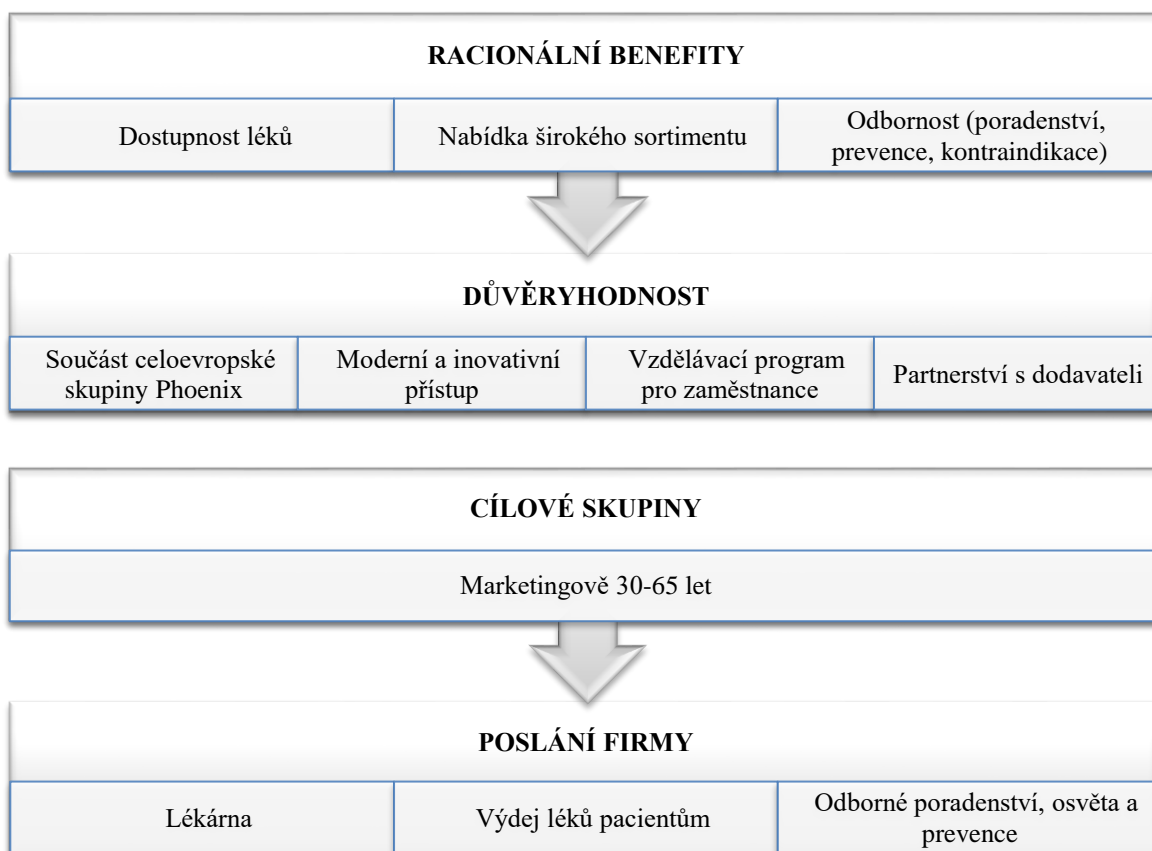 RACIONÁLNÍ BENEFITY
Dostupnost léků
Nabídka širokého sortimentu
Odbornost (poradenství,
prevence, kontraindikace)
DŮVĚRYHODNOST
Součást celoevropské
skupiny Phoenix
Moderní a inovativní
přístup
Vzdělávací program
pro zaměstnance
Partnerství s dodavateli
CÍLOVÉ SKUPINY
Marketingově 30-65 let
POSLÁNÍ FIRMY
Lékárna
Výdej léků pacientům
Odborné poradenství, osvěta a
prevence